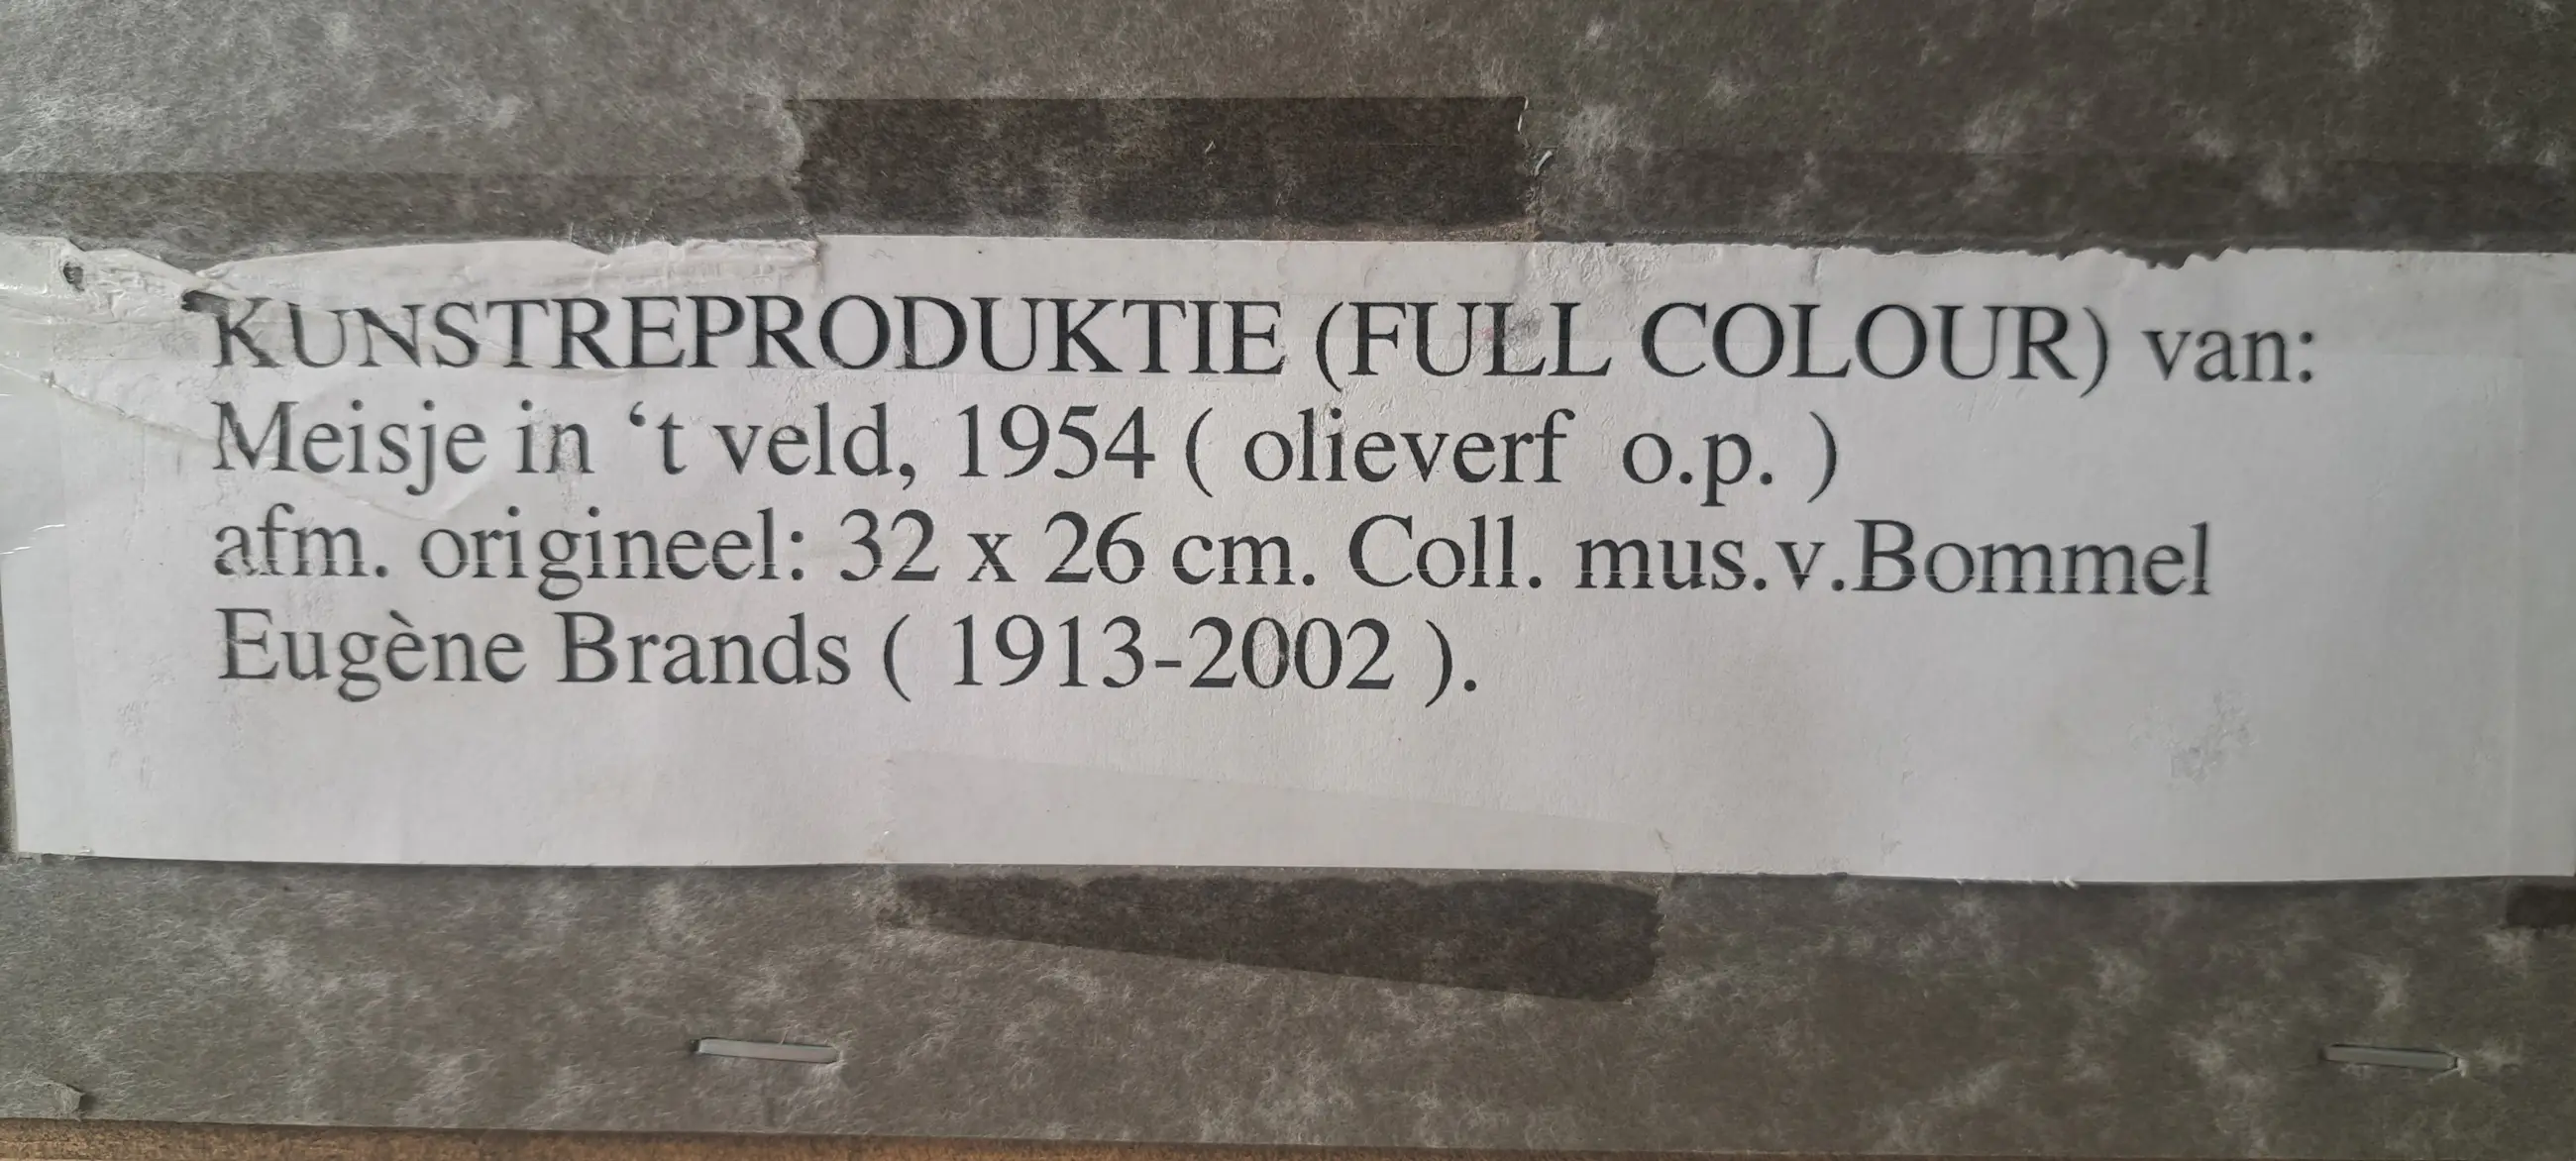 KUNSTREPRODUKTIE (FULL COLOUR) van:
Meisje in ‘t veld, 1954 ( olieverf o.p. )
afm. origineel: 32 x 26 cm. Coll. mus.v.Bommel
Eugène Brands ( 1913-2002 ).